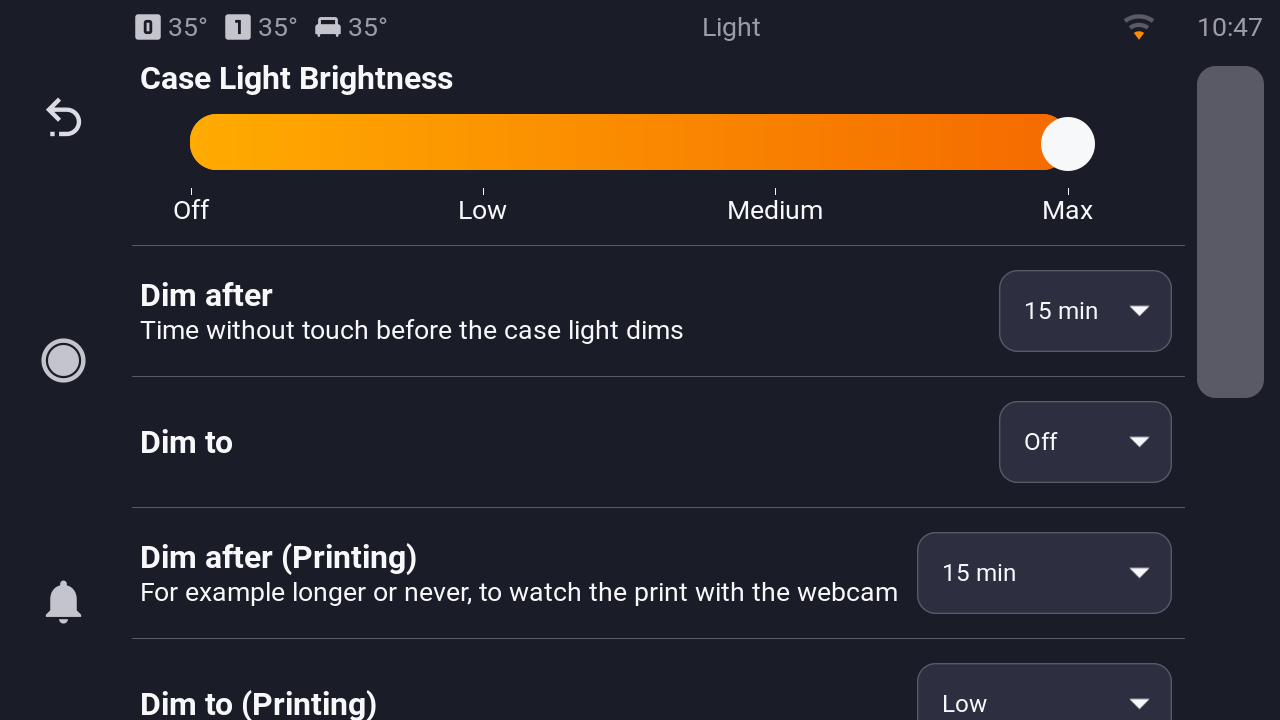 0 35° 1 35° 35° Light 10:47
Case Light Brightness
Off Low Medium Max
Dim after
Time without touch before the case light dims
15 min
Dim to
Off
Dim after (Printing)
For example longer or never, to watch the print with the webcam
15 min
Dim to (Printing)
Low